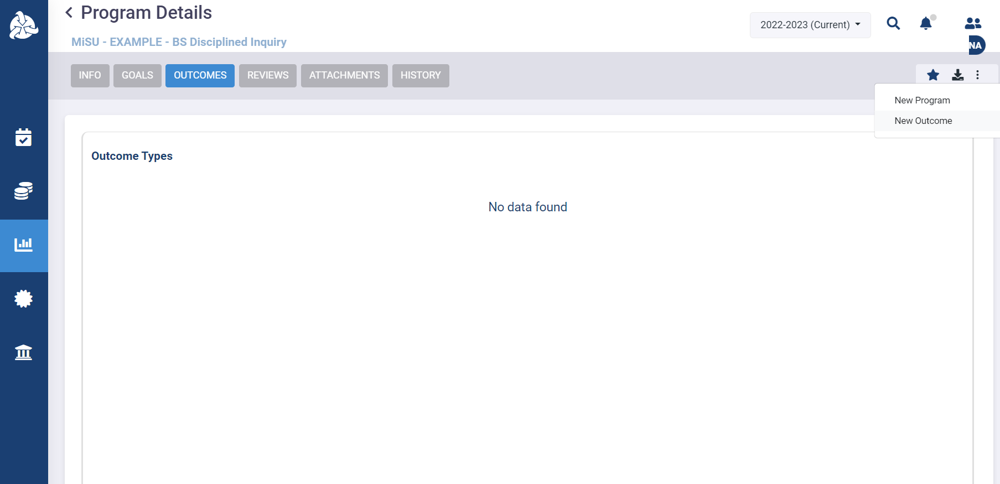 Program Details
MiSU - EXAMPLE - BS Disciplined Inquiry
2022-2023 (Current)
NA
INFO
GOALS
OUTCOMES
REVIEWS
ATTACHMENTS
HISTORY
New Program
New Outcome
Outcome Types
No data found